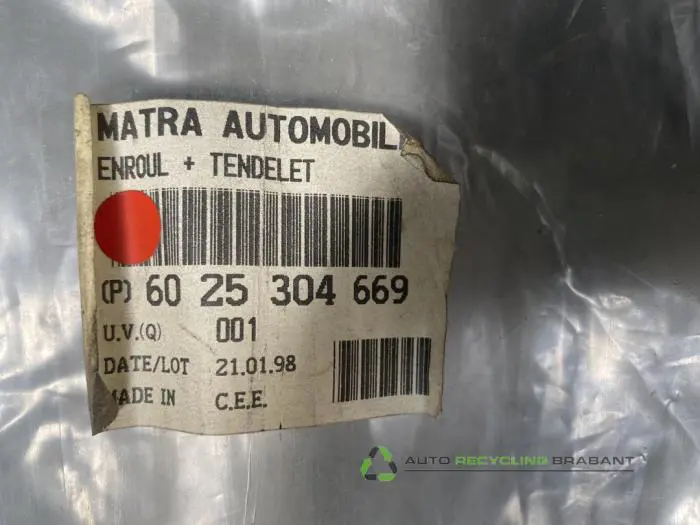 MATRA AUTOMOBIL
ENROUL + TENDELET
(P) 60 25 304 669
U.V.(Q) 001
DATE/LOT 21.01.98
MADE IN C.E.E.
AUTO RECYCLING BRABANT